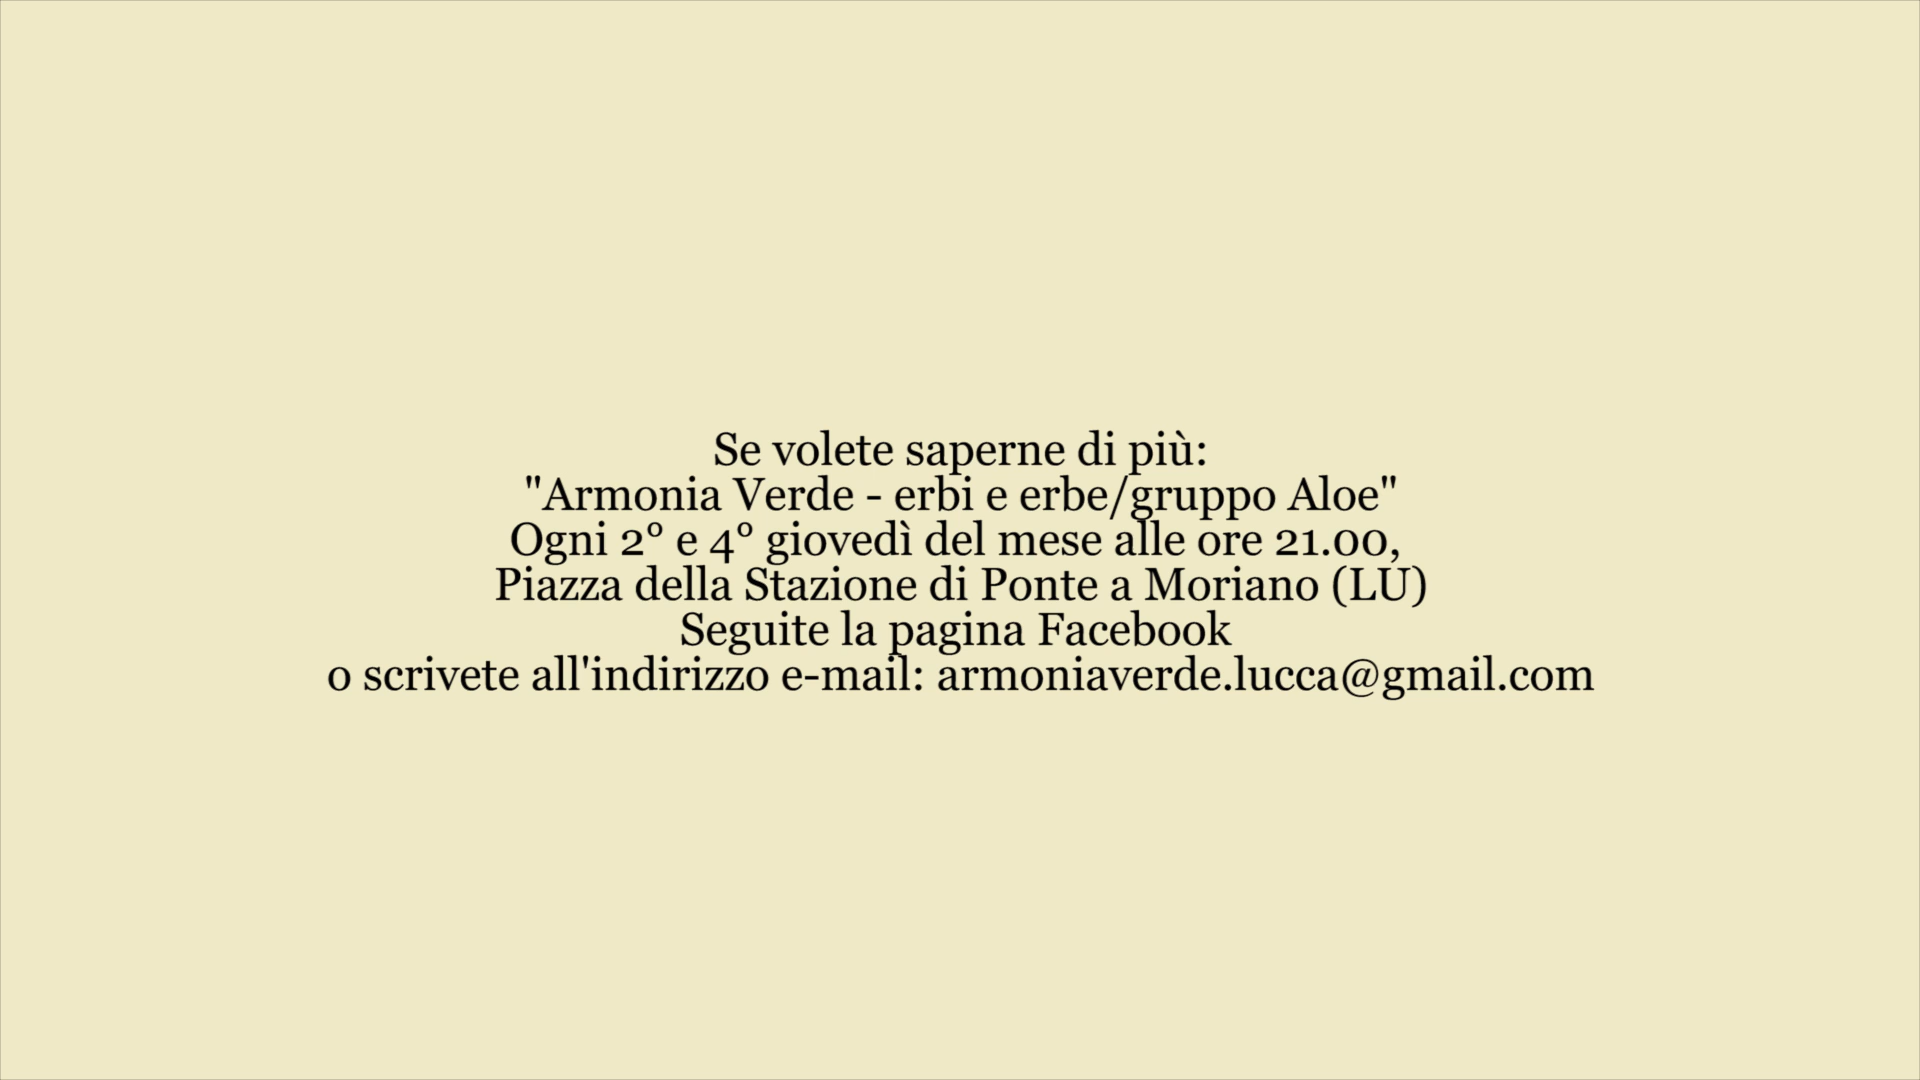 Se volete saperne di più:
"Armonia Verde - erbi e erbe/gruppo Aloe"
Ogni 2° e 4° giovedì del mese alle ore 21.00,
Piazza della Stazione di Ponte a Moriano (LU)
Seguite la pagina Facebook
o scrivete all'indirizzo e-mail: armoniaverde.lucca@gmail.com